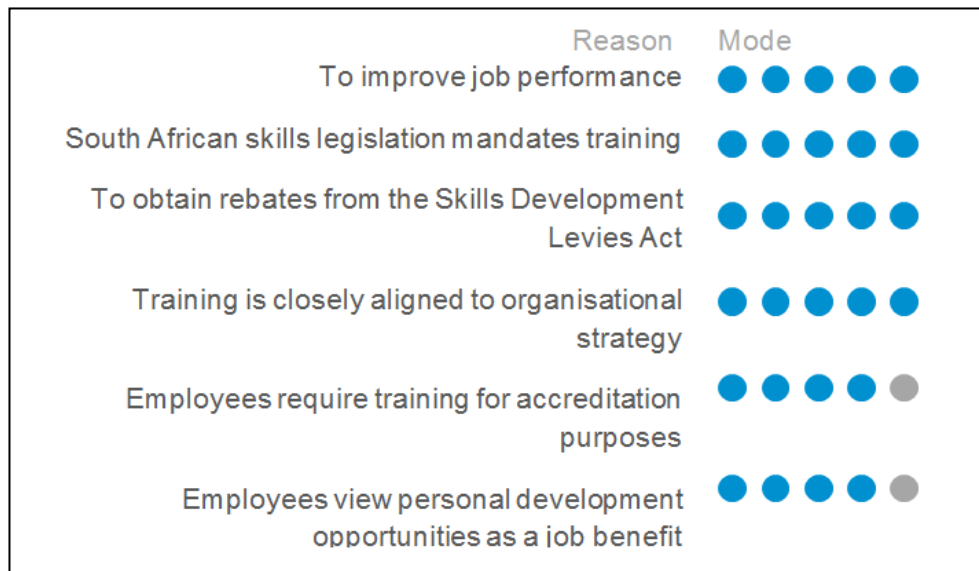 Reason Mode
To improve job performance
South African skills legislation mandates training
To obtain rebates from the Skills Development
Levies Act
Training is closely aligned to organisational
strategy
Employees require training for accreditation
purposes
Employees view personal development
opportunities as a job benefit